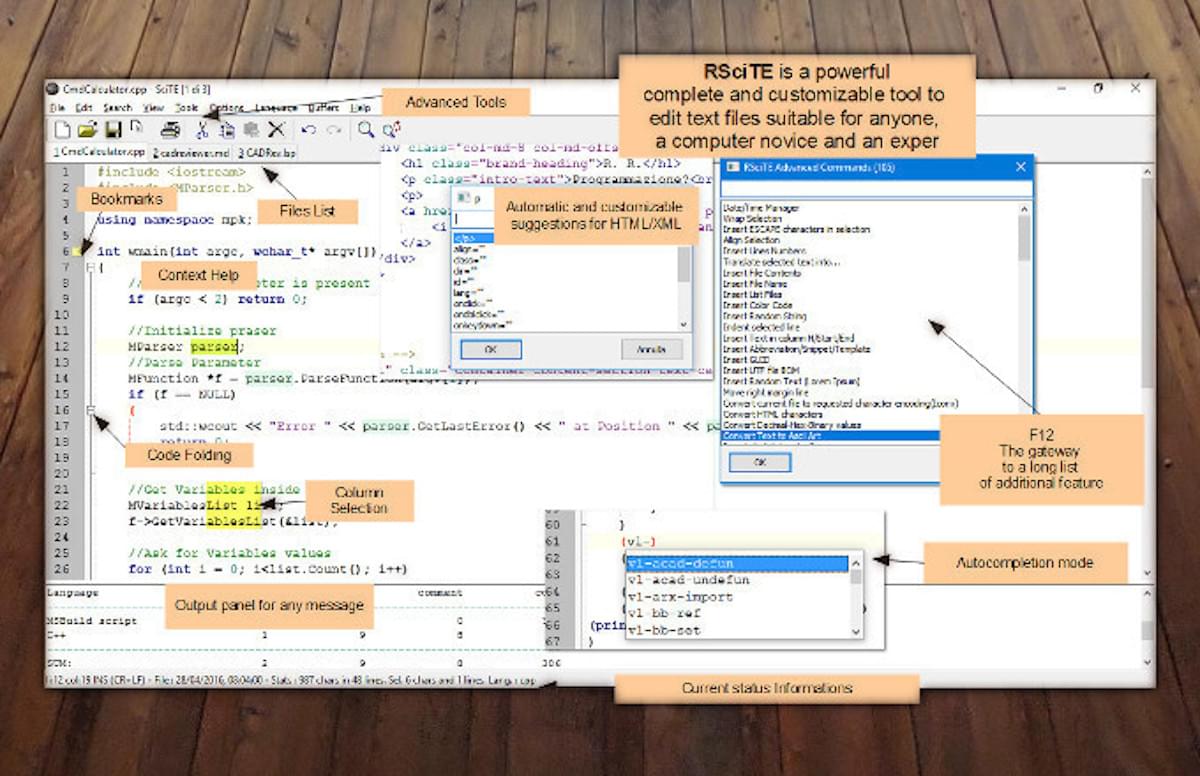 CmdCalculator.cpp - SciTE [1 di 3]
File Edit Search View Tools Options Language Buffers Help
1 CmdCalculator.cpp 2 cadreviewer.md 3 CADRev.lsp
Advanced Tools
RSciTE is a powerful
complete and customizable tool to
edit text files suitable for anyone,
a computer novice and an exper
Bookmarks
Files List
Context Help
Code Folding
Column
Selection
Output panel for any message
1 #include <iostream>
2 #include <MParser.h>
3
4 using namespace mpk;
5
6 int wmain(int argc, wchar_t* argv[])
7 {
8 // ter is present
9 if (argc < 2) return 0;
10
11 //Initialize praser
12 MParser parser;
13 //Parse Parameter
14 MFunction *f = parser.ParseFunction(argv[1]);
15 if (f == NULL)
16 {
17 std::wcout << "Error " << parser.GetLastError() << " at Position " << p
18 return 0;
19
20
21 //Get Variables inside
22 MVariablesList li
23 f->GetVariablesList(&list);
24
25 //Ask for Variables values
26 for (int i = 0; i<list.Count(); i++)
div class="col-md-8 col-md-offs
<h1 class="brand-heading">R. R.</h1>
<p class="intro-text">Programmazione?<br
<p>
<a hre
<i
</a>
/div>
-->
Automatic and customizable
suggestions for HTML/XML
p
</p>
align=""
class=""
dir=""
id=""
lang=""
onclick=""
ondblclick=""
onkeydown=""
OK Annulla
RSciTE Advanced Commands (105)
Date/Time Manager
Wrap Selection
Insert ESCAPE characters in selection
Align Selection
Insert Lines Numbers
Translate selected text into...
Insert File Contents
Insert File Name
Insert List Files
Insert Color Code
Insert Random String
Indent selected line
Insert Text in column N/Start/End
Insert Abbreviation/Snippet/Template
Insert GUID
Insert UTF file BOM
Insert Random Text (Lorem Ipsum)
Move right margin line
Convert current file to requested character encoding(Iconv)
Convert HTML characters
Convert Decimal-Hex-Binary values
Convert Text to Ascii Art
OK
F12
The gateway
to a long list
of additional feature
60 }
61 (vl-)
62
63
64
65
66 (prin
67 )
vl-acad-defun
vl-acad-undefun
vl-arx-import
vl-bb-ref
vl-bb-set
Autocompletion mode
Language comment
MSBuild script 0
C++ 1 9 8
SUM: 2 9 8 306
li:12 col:19 INS (CR+LF) - File: 28/04/2016, 08:04:00 - Stats : 987 chars in 48 lines. Sel. 6 chars and 1 lines. Lang.: cpp
Current status Informations